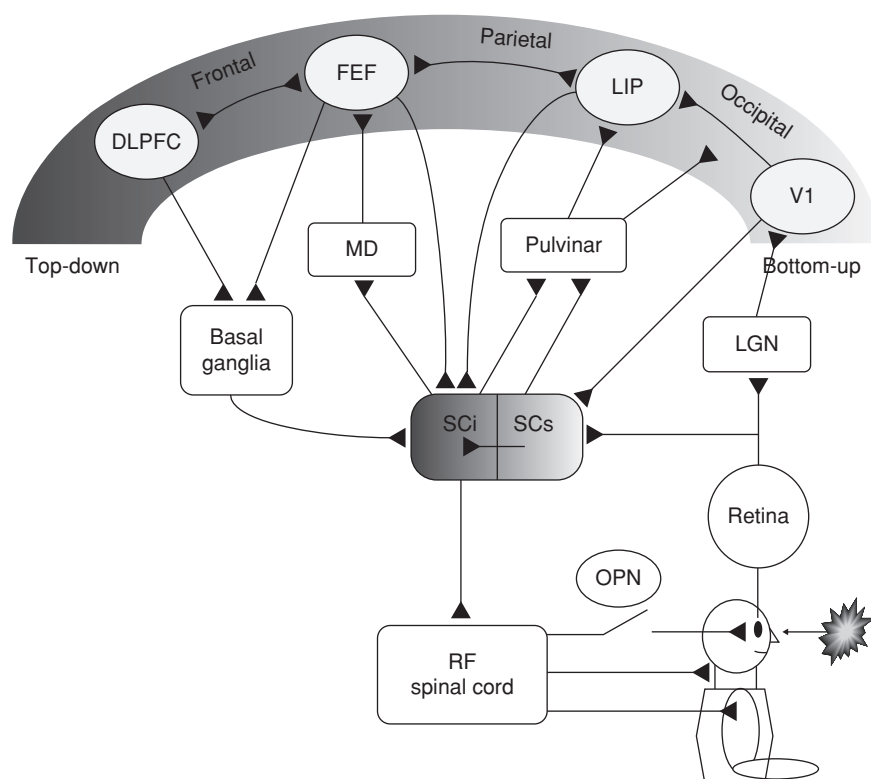 Frontal
Parietal
Occipital
DLPFC
FEF
LIP
V1
Top-down
MD
Pulvinar
Bottom-up
Basal
ganglia
LGN
SCi
SCs
Retina
OPN
RF
spinal cord